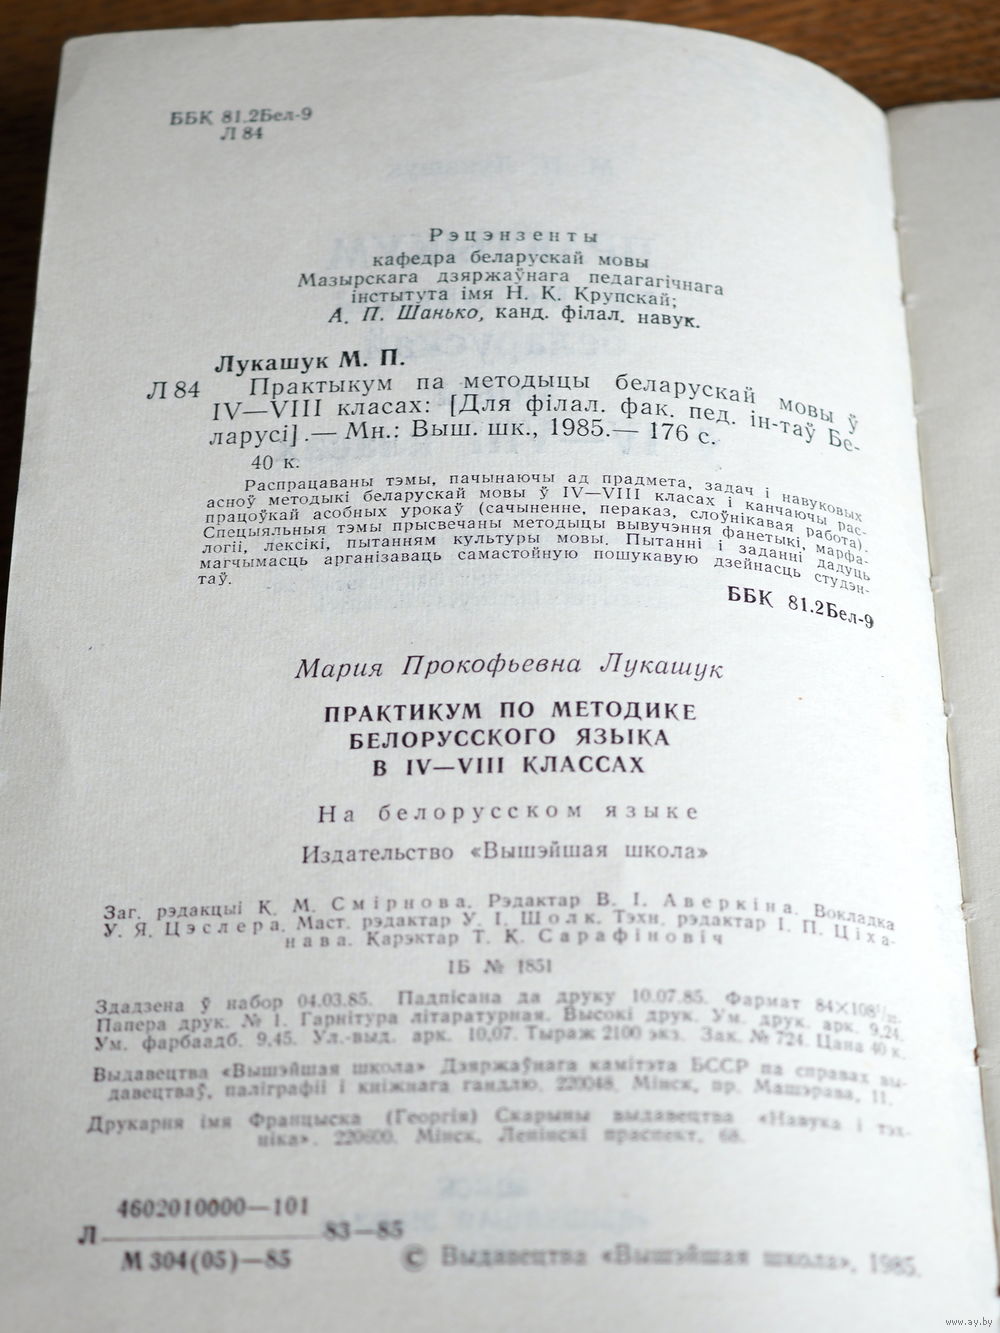 ББК 81.2Бел-9
Л 84
Рэцэнзенты
кафедра беларускай мовы
Мазырскага дзяржаўнага педагагічнага
інстытута імя Н. К. Крупскай;
А. П. Шанько, канд. філал. навук.
Лукашук М. П.
Л 84 Практыкум па методыцы беларускай мовы ў
IV—VIII класах: [Для філал. фак. пед. ін-таў Бе-
ларусі].— Мн.: Выш. шк., 1985.— 176 с.
40 к.
Распрацаваны тэмы, пачынаючы ад прадмета, задач і навуковых
асноў методыкі беларускай мовы ў IV—VIII класах і канчаючы рас-
працоўкай асобных урокаў (сачыненне, пераказ, слоўнікавая работа).
Спецыяльныя тэмы прысвечаны методыцы вывучэння фанетыкі, марфа-
логіі, лексікі, пытанням культуры мовы. Пытанні і заданні дадуць
магчымасць арганізаваць самастойную пошукавую дзейнасць студэн-
таў.
ББК 81.2Бел-9
Мария Прокофьевна Лукашук
ПРАКТИКУМ ПО МЕТОДИКЕ
БЕЛОРУССКОГО ЯЗЫКА
В IV—VIII КЛАССАХ
На белорусском языке
Издательство «Вышэйшая школа»
Заг. рэдакцыі К. М. Смірнова. Рэдактар В. І. Аверкіна. Вокладка
У. Я. Цэслера. Маст. рэдактар У. І. Шолк. Тэхн. рэдактар І. П. Ціха-
нава. Карэктар Т. К. Сарафіновіч
ІБ № 1851
Здадзена ў набор 04.03.85. Падпісана да друку 10.07.85. Фармат 84×108¹/₃₂.
Папера друк. № 1. Гарнітура літаратурная. Высокі друк. Ум. друк. арк. 9,24.
Ум. фарбаадб. 9,45. Ул.-выд. арк. 10,07. Тыраж 2100 экз. Зак. № 724. Цана 40 к.
Выдавецтва «Вышэйшая школа» Дзяржаўнага камітэта БССР па справах вы-
давецтваў, паліграфіі і кніжнага гандлю. 220048, Мінск, пр. Машэрава, 11.
Друкарня імя Францыска (Георгія) Скарыны выдавецтва «Навука і тэх-
ніка». 220600. Мінск, Ленінскі праспект, 68.
4602010000—101
Л 83—85
М 304(05)—85
© Выдавецтва «Вышэйшая школа», 1985.
www.ay.by